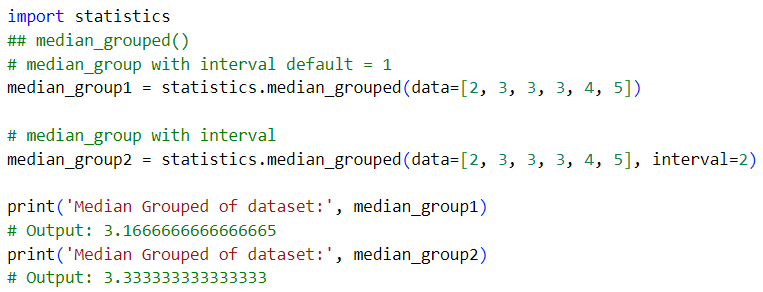 import statistics
## median_grouped()
# median_group with interval default = 1
median_group1 = statistics.median_grouped(data=[2, 3, 3, 3, 4, 5])
# median_group with interval
median_group2 = statistics.median_grouped(data=[2, 3, 3, 3, 4, 5], interval=2)
print('Median Grouped of dataset:', median_group1)
# Output: 3.1666666666666665
print('Median Grouped of dataset:', median_group2)
# Output: 3.333333333333333